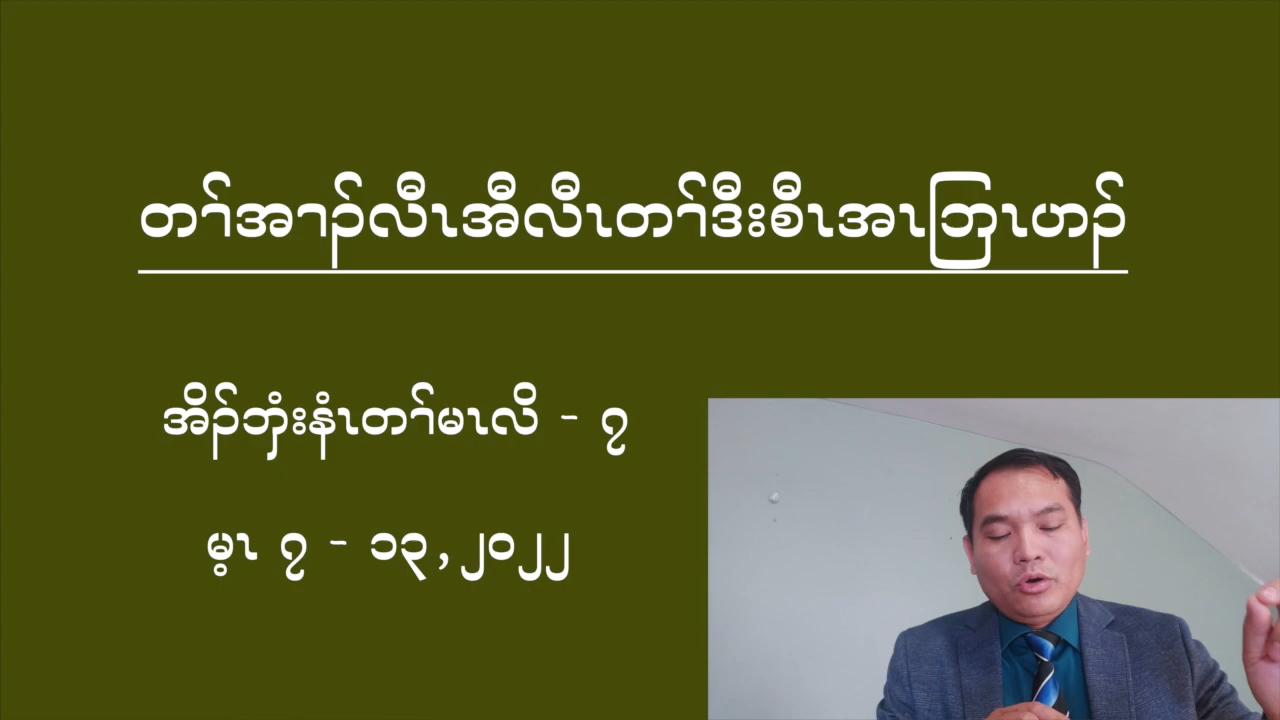 တၢ်အၢၣ်လီၤအီလီၤတၢ်ဒီးစီၤအၤဘြၤဟၣ်
အိၣ်ဘှံးနံၤတၢ်မၤလိ - ၇
မ့ၤ ၇ - ၁၃,၂၀၂၂